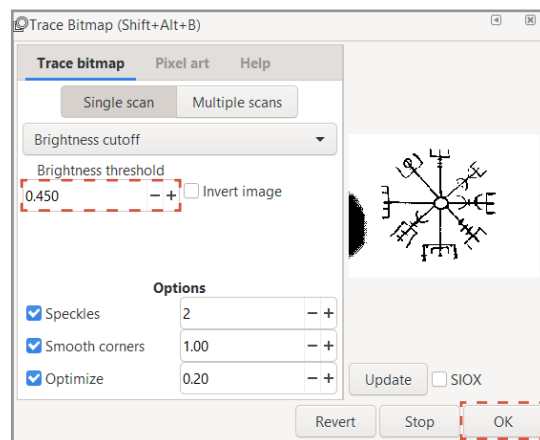 Trace Bitmap (Shift+Alt+B)
Trace bitmap Pixel art Help
Single scan Multiple scans
Brightness cutoff
Brightness threshold
0.450 − + Invert image
Options
Speckles 2 − +
Smooth corners 1.00 − +
Optimize 0.20 − +
Update SIOX
Revert Stop OK